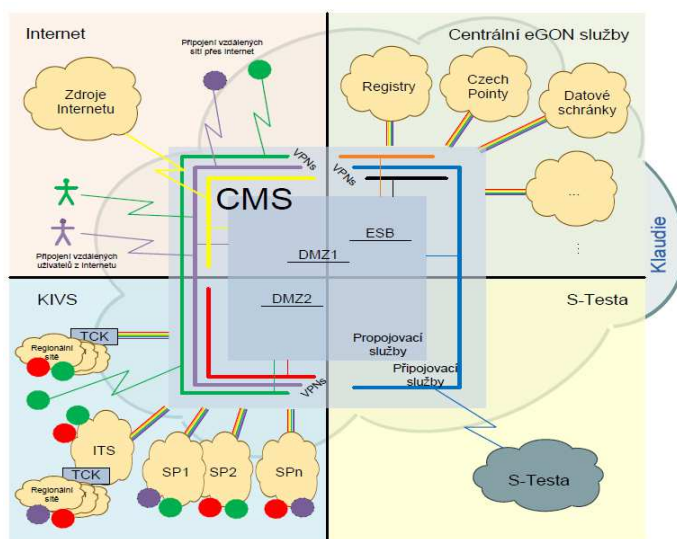 Internet
Připojení vzdálených
sítí přes internet
Zdroje
Internetu
Centrální eGON služby
Registry
Czech
Pointy
Datové
schránky
...
...
Klaudie
VPNs
VPNs
CMS
ESB
DMZ1
DMZ2
Připojení vzdálených
uživatelů z internetu
KIVS
S-Testa
TCK
Regionální
sítě
Propojovací
služby
Připojovací
služby
VPNs
ITS
TCK
Regionální
sítě
SP1
SP2
SPn
S-Testa